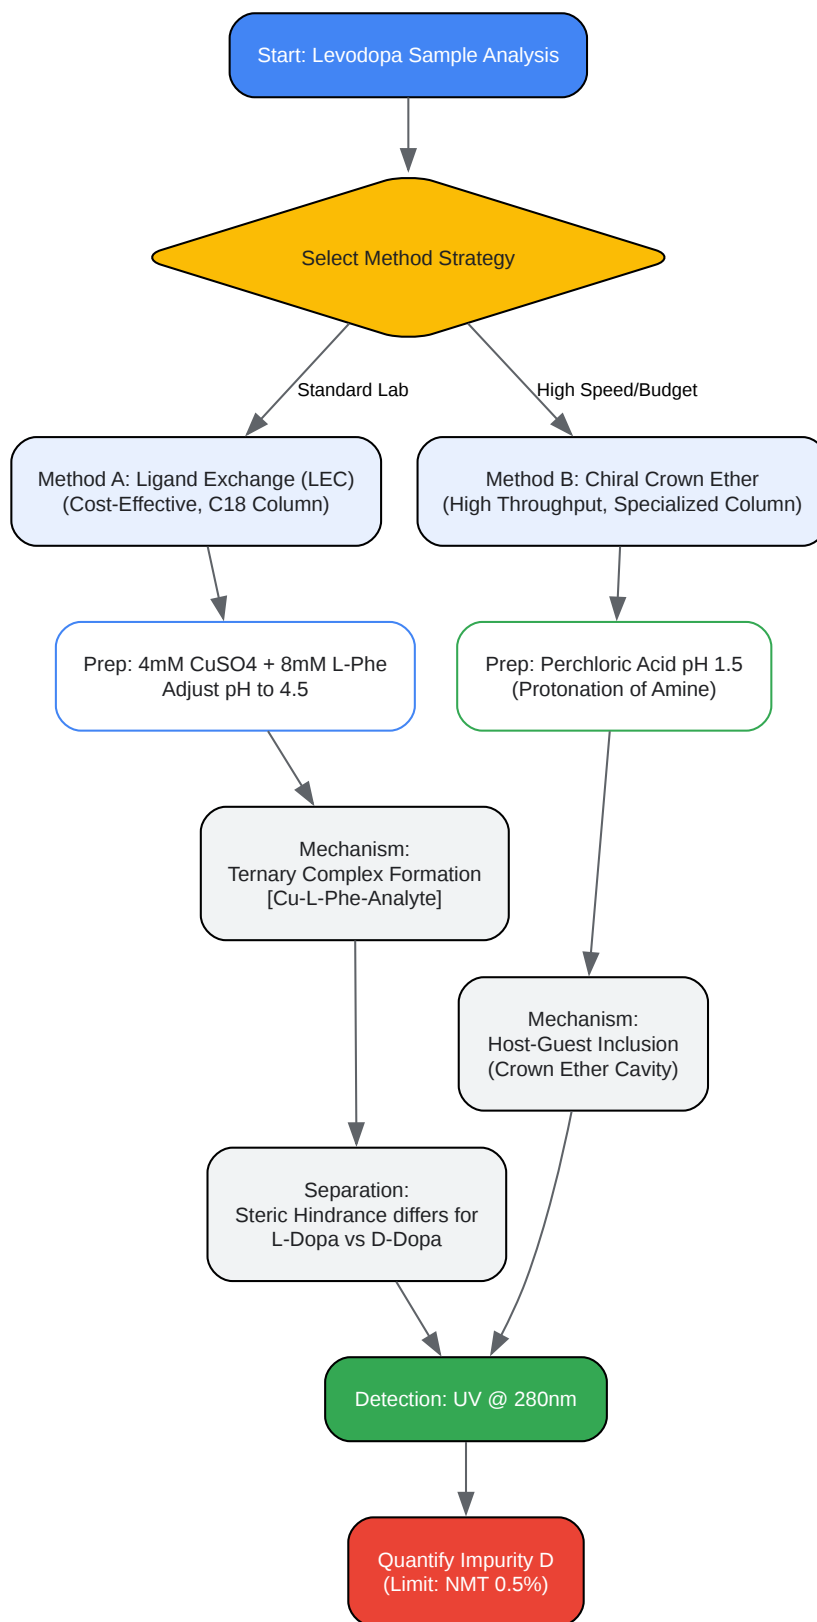 Start: Levodopa Sample Analysis
Select Method Strategy
Standard Lab
High Speed/Budget
Method A: Ligand Exchange (LEC)
(Cost-Effective, C18 Column)
Method B: Chiral Crown Ether
(High Throughput, Specialized Column)
Prep: 4mM CuSO4 + 8mM L-Phe
Adjust pH to 4.5
Prep: Perchloric Acid pH 1.5
(Protonation of Amine)
Mechanism:
Ternary Complex Formation
[Cu-L-Phe-Analyte]
Mechanism:
Host-Guest Inclusion
(Crown Ether Cavity)
Separation:
Steric Hindrance differs for
L-Dopa vs D-Dopa
Detection: UV @ 280nm
Quantify Impurity D
(Limit: NMT 0.5%)